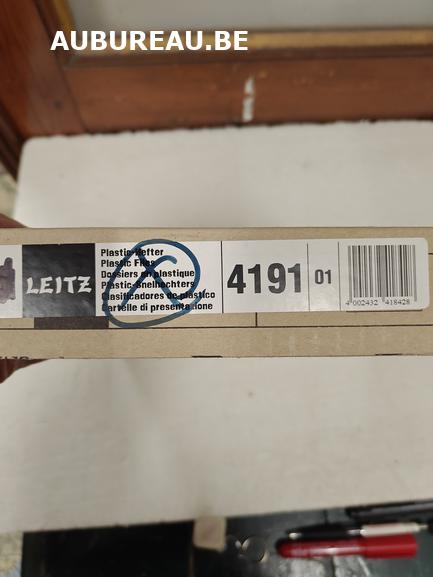 AUBUREAU.BE
LEITZ
Plastic-Hefter
Plastic Files
Dossiers en plastique
Plastic-Snelhechters
Clasificadores de plastico
Cartelle di presentazione
4191
01
4 002432 418428